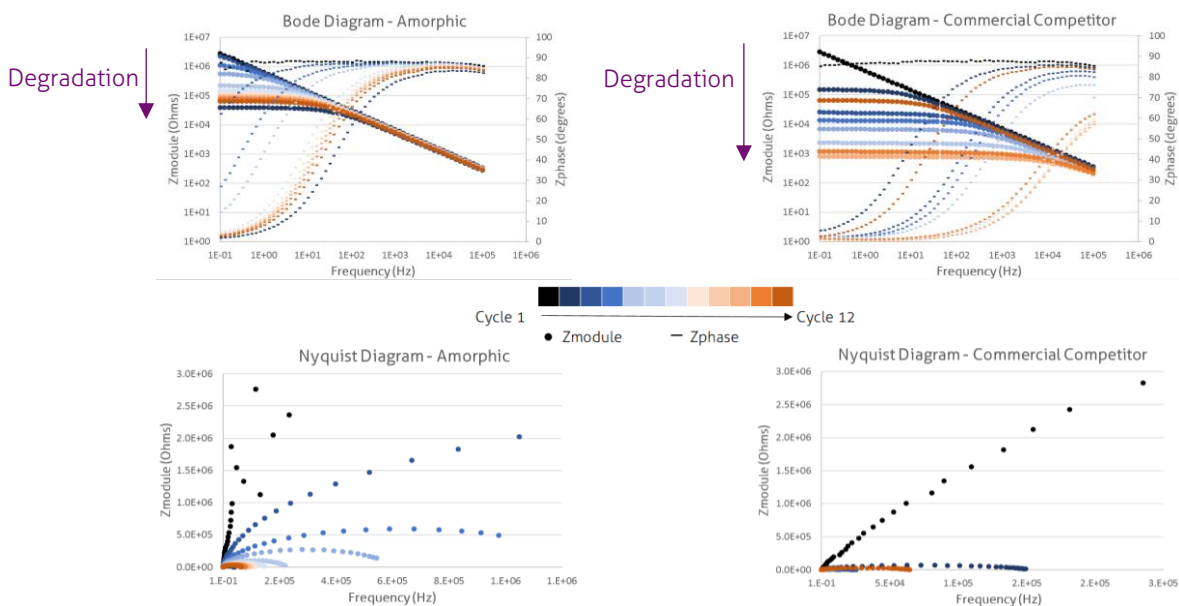 Bode Diagram - Amorphic
Degradation
Zmodule (Ohms)
1E+07
1E+06
1E+05
1E+04
1E+03
1E+02
1E+01
1E+00
100
90
80
70
60
50
40
30
20
10
0
Zphase (degrees)
1E-01 1E+00 1E+01 1E+02 1E+03 1E+04 1E+05 1E+06
Frequency (Hz)
Bode Diagram - Commercial Competitor
Degradation
Zmodule (Ohms)
1E+07
1E+06
1E+05
1E+04
1E+03
1E+02
1E+01
1E+00
100
90
80
70
60
50
40
30
20
10
0
Zphase (degrees)
1E-01 1E+00 1E+01 1E+02 1E+03 1E+04 1E+05 1E+06
Frequency (Hz)
Cycle 1 Cycle 12
Zmodule Zphase
Nyquist Diagram - Amorphic
Zmodule (Ohms)
3.0E+06
2.5E+06
2.0E+06
1.5E+06
1.0E+06
5.0E+05
0.0E+00
1.E-01 2.E+05 4.E+05 6.E+05 8.E+05 1.E+06 1.E+06
Frequency (Hz)
Nyquist Diagram - Commercial Competitor
Zmodule (Ohms)
3.0E+06
2.5E+06
2.0E+06
1.5E+06
1.0E+06
5.0E+05
0.0E+00
1.E-01 5.E+04 1.E+05 2.E+05 2.E+05 3.E+05
Frequency (Hz)